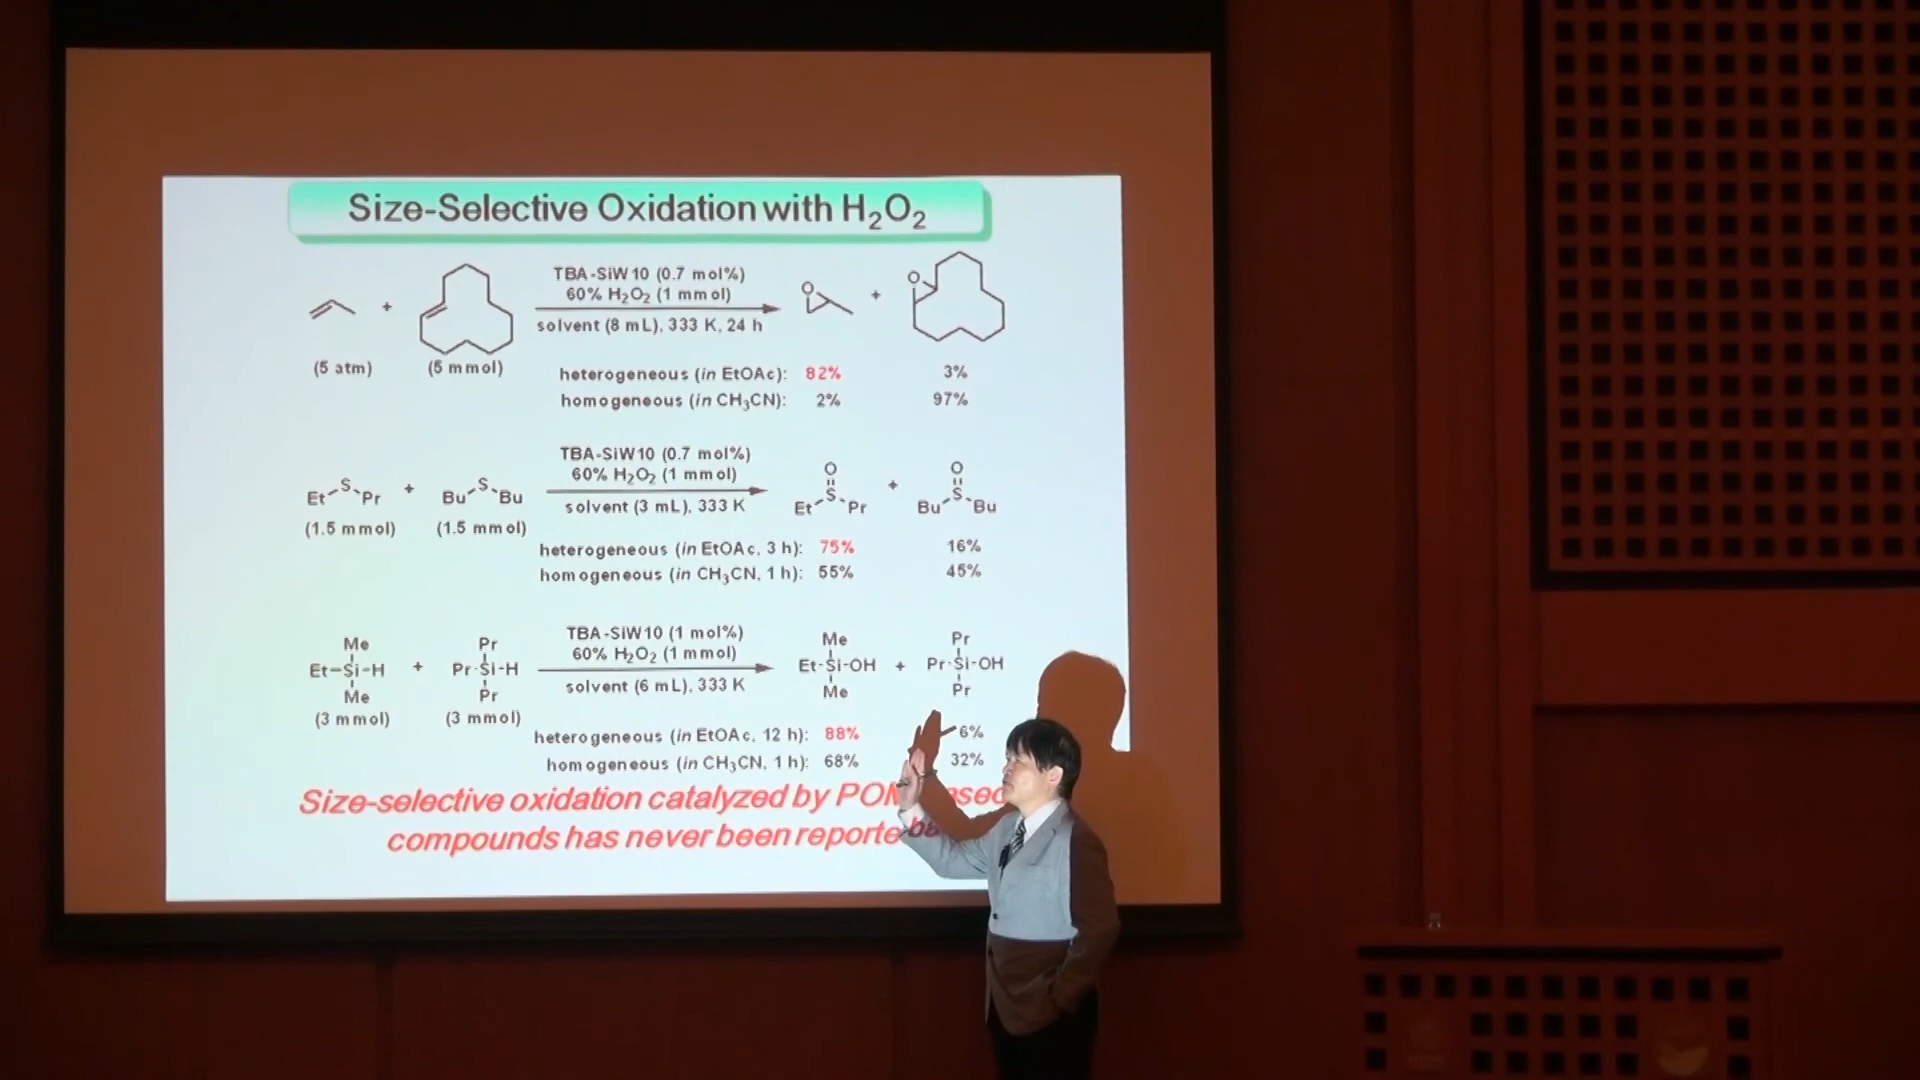 Size-Selective Oxidation with H₂O₂
TBA-SiW10 (0.7 mol%)
60% H₂O₂ (1 mmol)
solvent (8 mL), 333 K, 24 h
+
O
+
O
(5 atm) (5 mmol)
heterogeneous (in EtOAc): 82% 3%
homogeneous (in CH₃CN): 2% 97%
TBA-SiW10 (0.7 mol%)
60% H₂O₂ (1 mmol)
solvent (3 mL), 333 K
Et S Pr + Bu S Bu
O
S
Et Pr
+
O
S
Bu Bu
(1.5 mmol) (1.5 mmol)
heterogeneous (in EtOAc, 3 h): 75% 16%
homogeneous (in CH₃CN, 1 h): 55% 45%
TBA-SiW10 (1 mol%)
60% H₂O₂ (1 mmol)
solvent (6 mL), 333 K
Me
Et-Si-H
Me
+
Pr
Pr-Si-H
Pr
Me
Et-Si-OH
Me
+
Pr
Pr-Si-OH
Pr
(3 mmol) (3 mmol)
heterogeneous (in EtOAc, 12 h): 88% 6%
homogeneous (in CH₃CN, 1 h): 68% 32%
Size-selective oxidation catalyzed by
compounds has never been